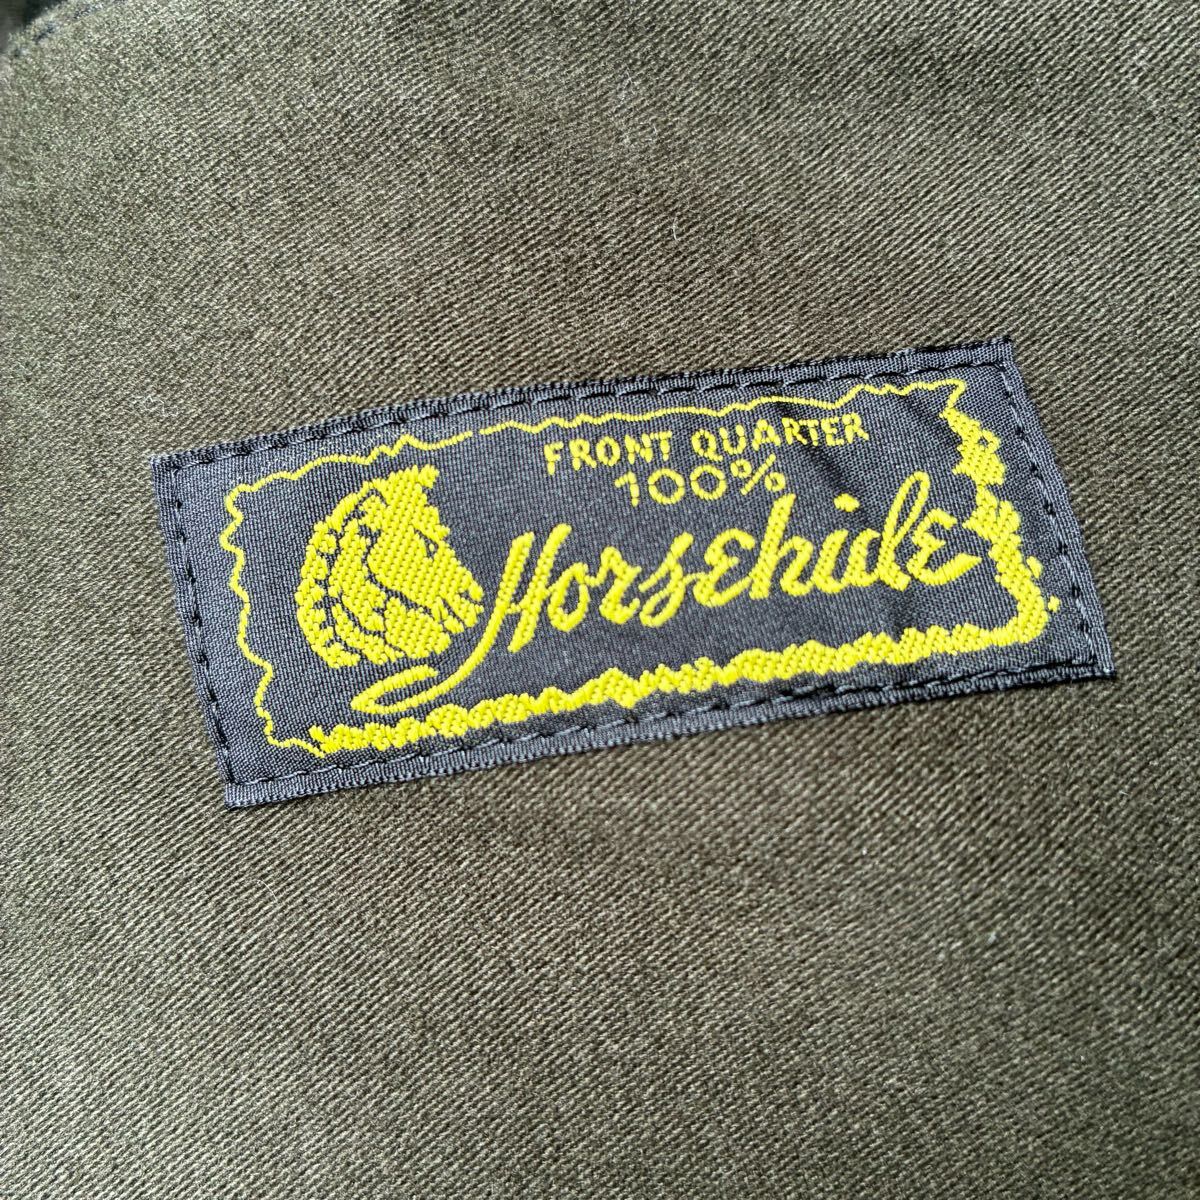 FRONT QUARTER
100%
Horsehide